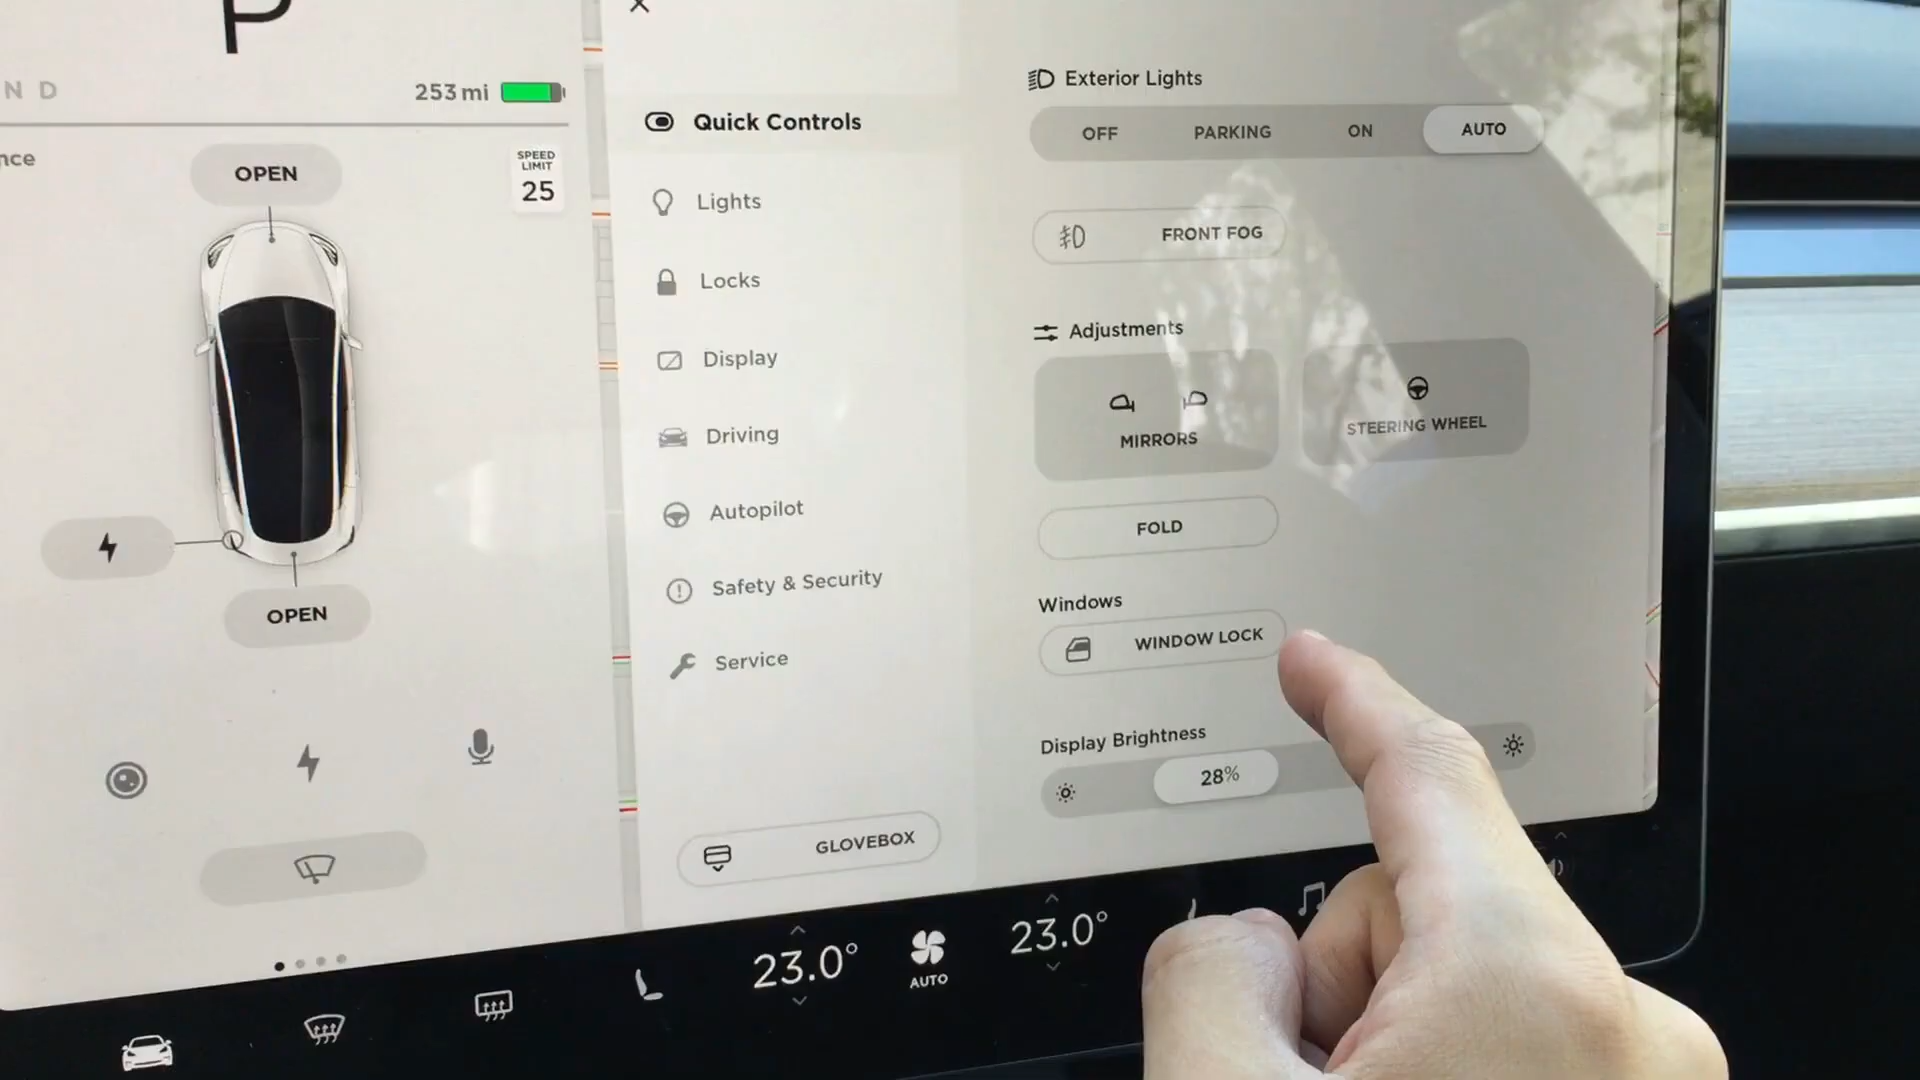 P
N D
253 mi
nce
OPEN
SPEED
LIMIT
25
OPEN
Quick Controls
Lights
Locks
Display
Driving
Autopilot
Safety & Security
Service
GLOVEBOX
Exterior Lights
OFF PARKING ON AUTO
FRONT FOG
Adjustments
MIRRORS
STEERING WHEEL
FOLD
Windows
WINDOW LOCK
Display Brightness
28%
23.0°
AUTO
23.0°